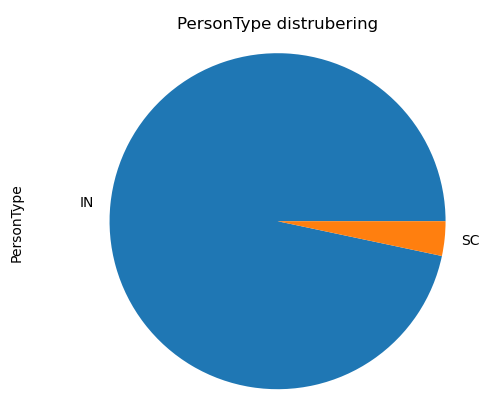 PersonType distrubering
IN
PersonType
SC